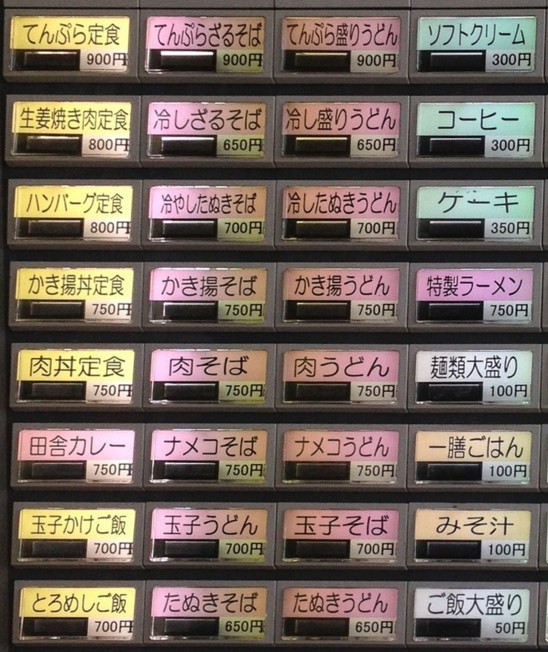 てんぷら定食
900円
てんぷらざるそば
900円
てんぷら盛りうどん
900円
ソフトクリーム
300円
生姜焼き肉定食
800円
冷しざるそば
650円
冷し盛りうどん
650円
コーヒー
300円
ハンバーグ定食
800円
冷やしたぬきそば
700円
冷したぬきうどん
700円
ケーキ
350円
かき揚丼定食
750円
かき揚そば
750円
かき揚うどん
750円
特製ラーメン
750円
肉丼定食
750円
肉そば
750円
肉うどん
750円
麺類大盛り
100円
田舎カレー
750円
ナメコそば
750円
ナメコうどん
750円
一膳ごはん
100円
玉子かけご飯
700円
玉子うどん
700円
玉子そば
700円
みそ汁
100円
とろめしご飯
700円
たぬきそば
650円
たぬきうどん
650円
ご飯大盛り
50円